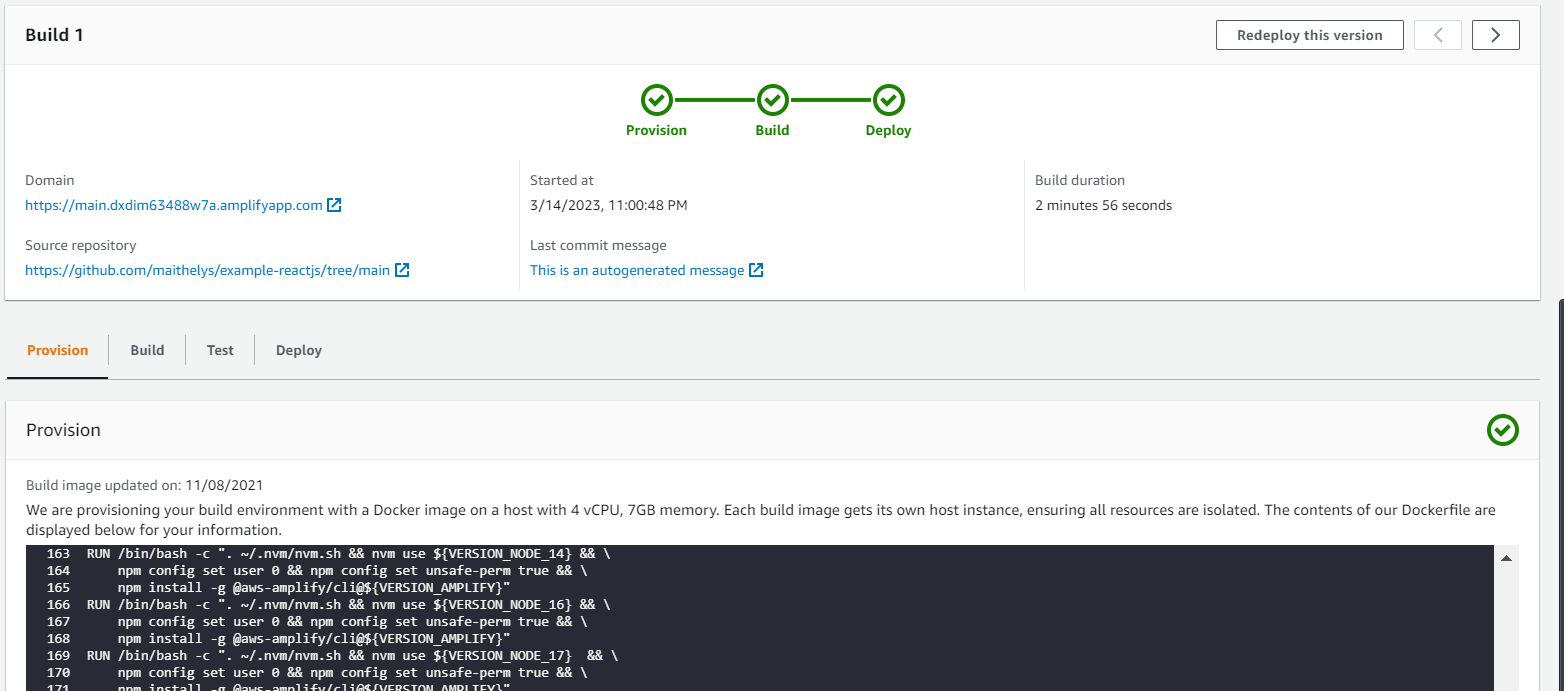 Build 1
Redeploy this version
Provision
Build
Deploy
Domain
https://main.dxdim63488w7a.amplifyapp.com
Started at
3/14/2023, 11:00:48 PM
Build duration
2 minutes 56 seconds
Source repository
https://github.com/maithelys/example-reactjs/tree/main
Last commit message
This is an autogenerated message
Provision
Build
Test
Deploy
Provision
Build image updated on: 11/08/2021
We are provisioning your build environment with a Docker image on a host with 4 vCPU, 7GB memory. Each build image gets its own host instance, ensuring all resources are isolated. The contents of our Dockerfile are
displayed below for your information.
163 RUN /bin/bash -c ". ~/.nvm/nvm.sh && nvm use ${VERSION_NODE_14} && \
164 npm config set user 0 && npm config set unsafe-perm true && \
165 npm install -g @aws-amplify/cli@${VERSION_AMPLIFY}"
166 RUN /bin/bash -c ". ~/.nvm/nvm.sh && nvm use ${VERSION_NODE_16} && \
167 npm config set user 0 && npm config set unsafe-perm true && \
168 npm install -g @aws-amplify/cli@${VERSION_AMPLIFY}"
169 RUN /bin/bash -c ". ~/.nvm/nvm.sh && nvm use ${VERSION_NODE_17} && \
170 npm config set user 0 && npm config set unsafe-perm true && \
171 npm install -g @aws-amplify/cli@${VERSION_AMPLIFY}"